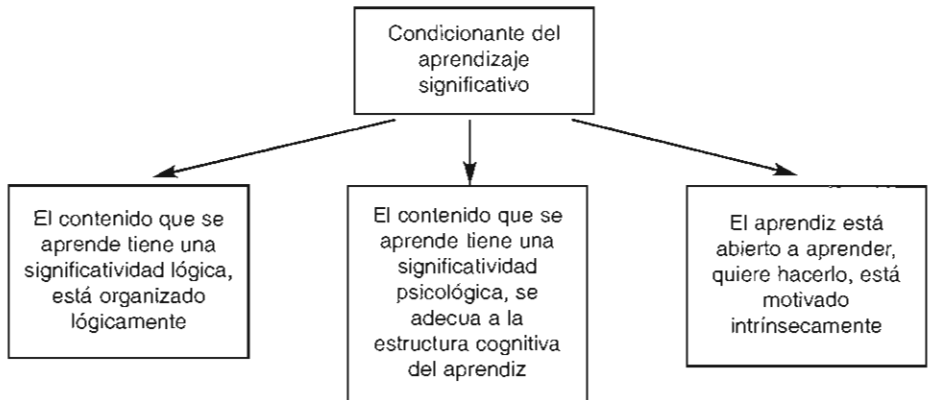 Condicionante del
aprendizaje
significativo
El contenido que se
aprende tiene una
significatividad lógica,
está organizado
lógicamente
El contenido que se
aprende tiene una
significatividad
psicológica, se
adecua a la
estructura cognitiva
del aprendiz
El aprendiz está
abierto a aprender,
quiere hacerlo, está
motivado
intrínsecamente